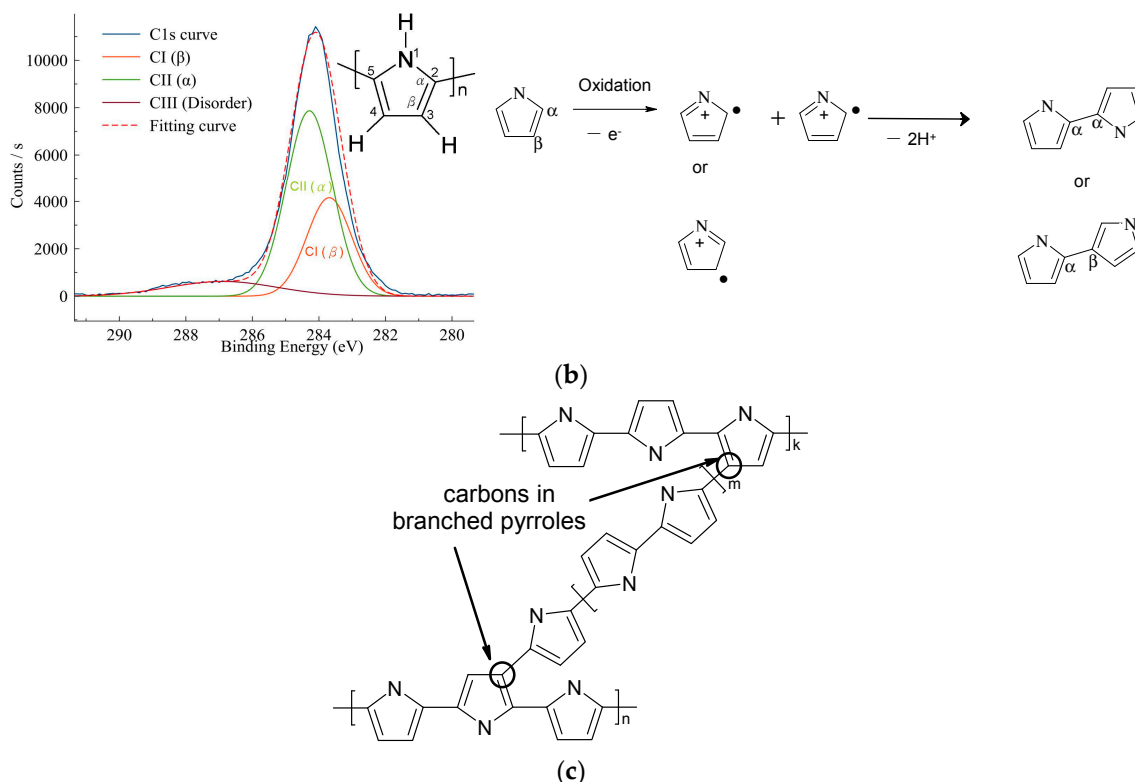 C1s curve
CI (β)
CII (α)
CIII (Disorder)
Fitting curve
10000
8000
6000
4000
2000
0
Counts / s
290
288
286
284
282
280
Binding Energy (eV)
CII (α)
CI (β)
H
N
1
5
2
α
β
4
3
n
H
H
N
α
β
Oxidation
− e-
N
+
•
or
N
+
•
+
N
+
•
− 2H+
N
α
α
N
or
N
N
α
β
(b)
N
N
N
k
m
N
carbons in
branched pyrroles
N
N
N
N
N
N
n
(c)